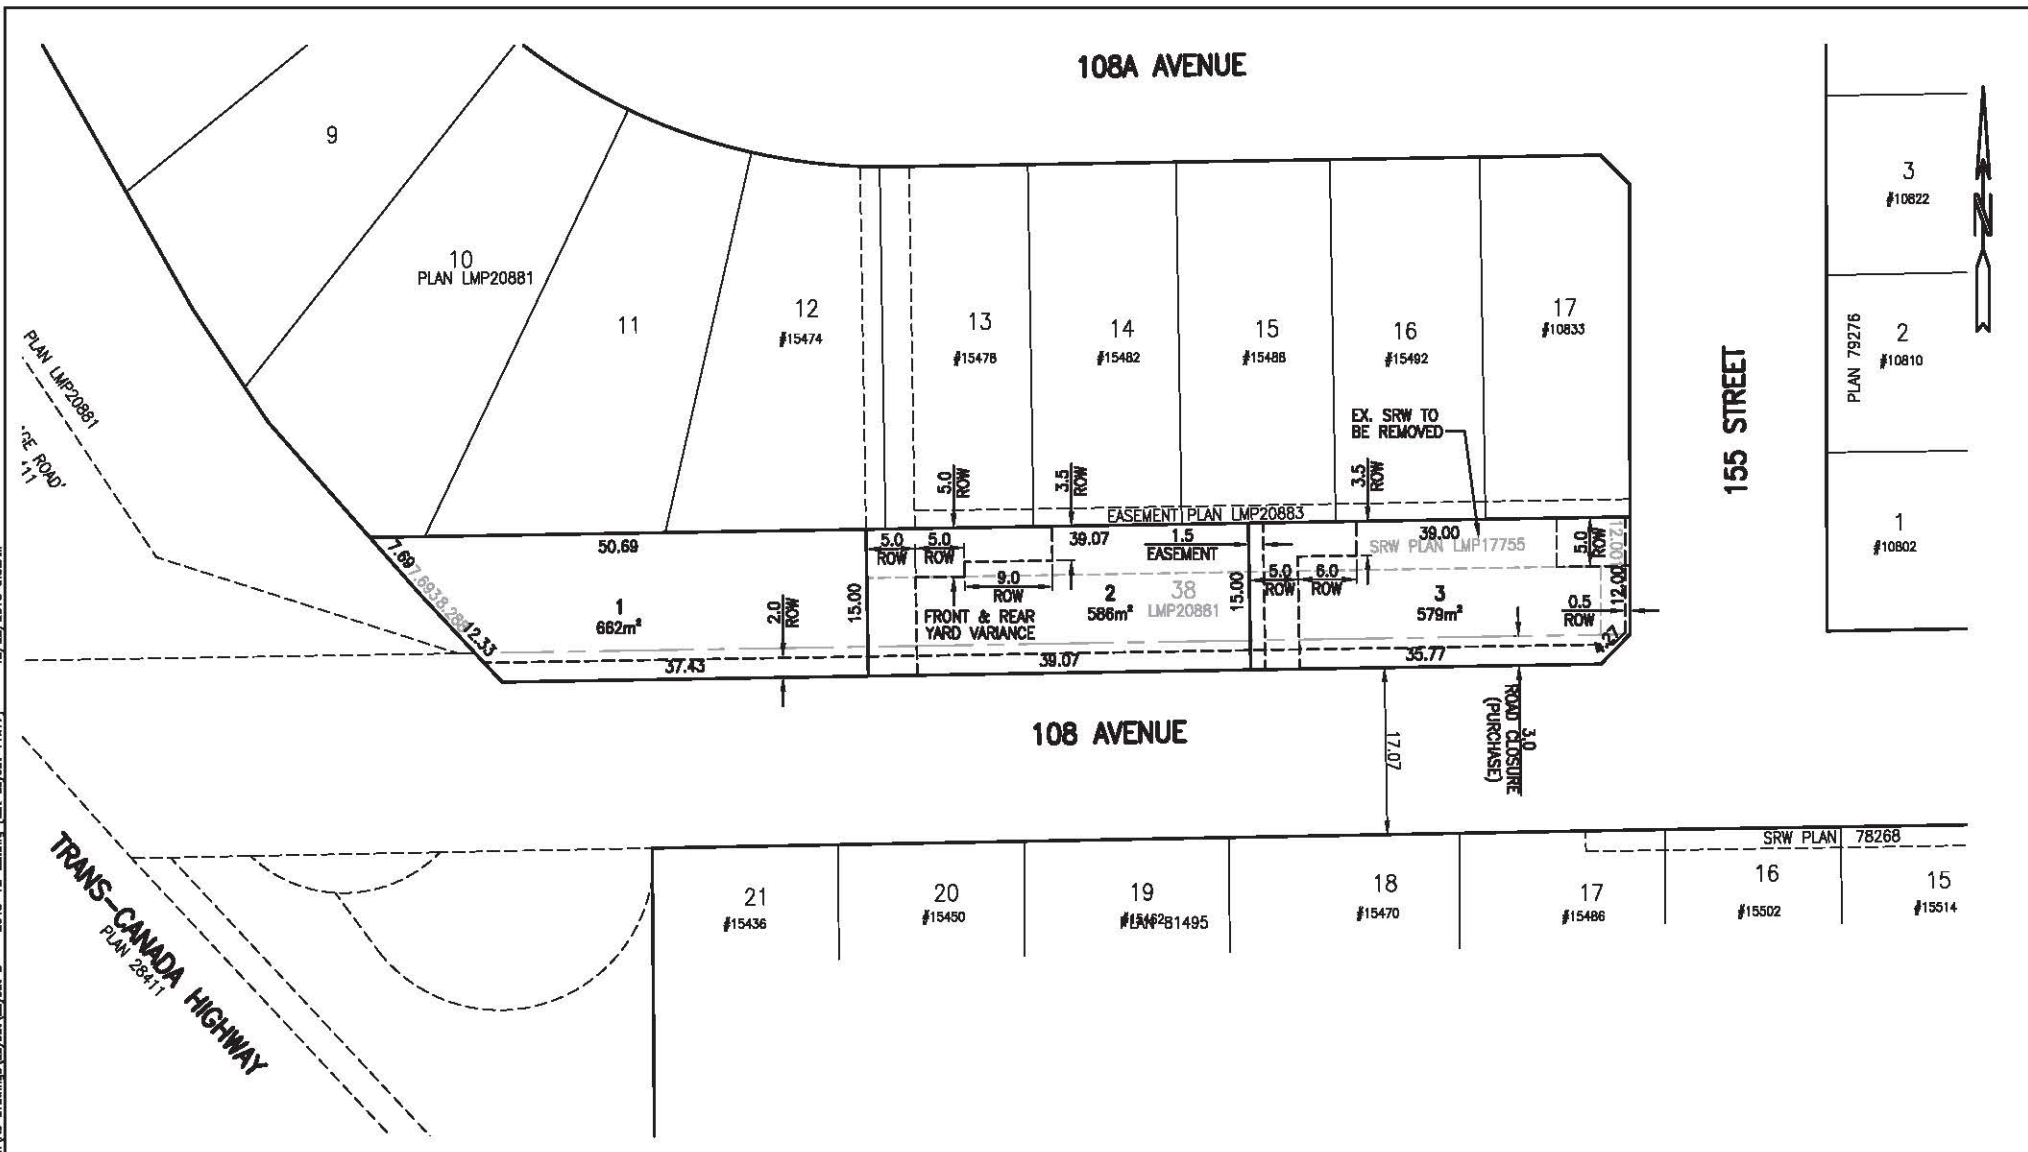 108A AVENUE
9
10
PLAN LMP20881
11
12
#15474
13
#15478
14
#15482
15
#15488
16
#15492
17
#10833
3
#10822
2
#10810
1
#10802
PLAN 79276
155 STREET
N
PLAN LMP20881
EX. SRW TO
BE REMOVED
5.0
ROW
3.5
ROW
3.5
ROW
EASEMENT PLAN LMP20883
7.69
50.69
5.0
ROW
5.0
ROW
39.07
1.5
EASEMENT
39.00
SRW PLAN LMP17755
5.0
ROW
12.00
9.0
ROW
5.0
ROW
6.0
ROW
12.33
1
662m²
2.0
ROW
15.00
FRONT & REAR
YARD VARIANCE
2
586m²
38
LMP20881
15.00
3
579m²
0.5
ROW
12.00
4.27
37.43
39.07
35.77
108 AVENUE
17.07
3.0
ROAD CLOSURE
(PURCHASE)
TRANS-CANADA HIGHWAY
PLAN 28411
SRW PLAN 78268
21
#15436
20
#15450
19
PLAN 81495
18
#15470
17
#15486
16
#15502
15
#15514